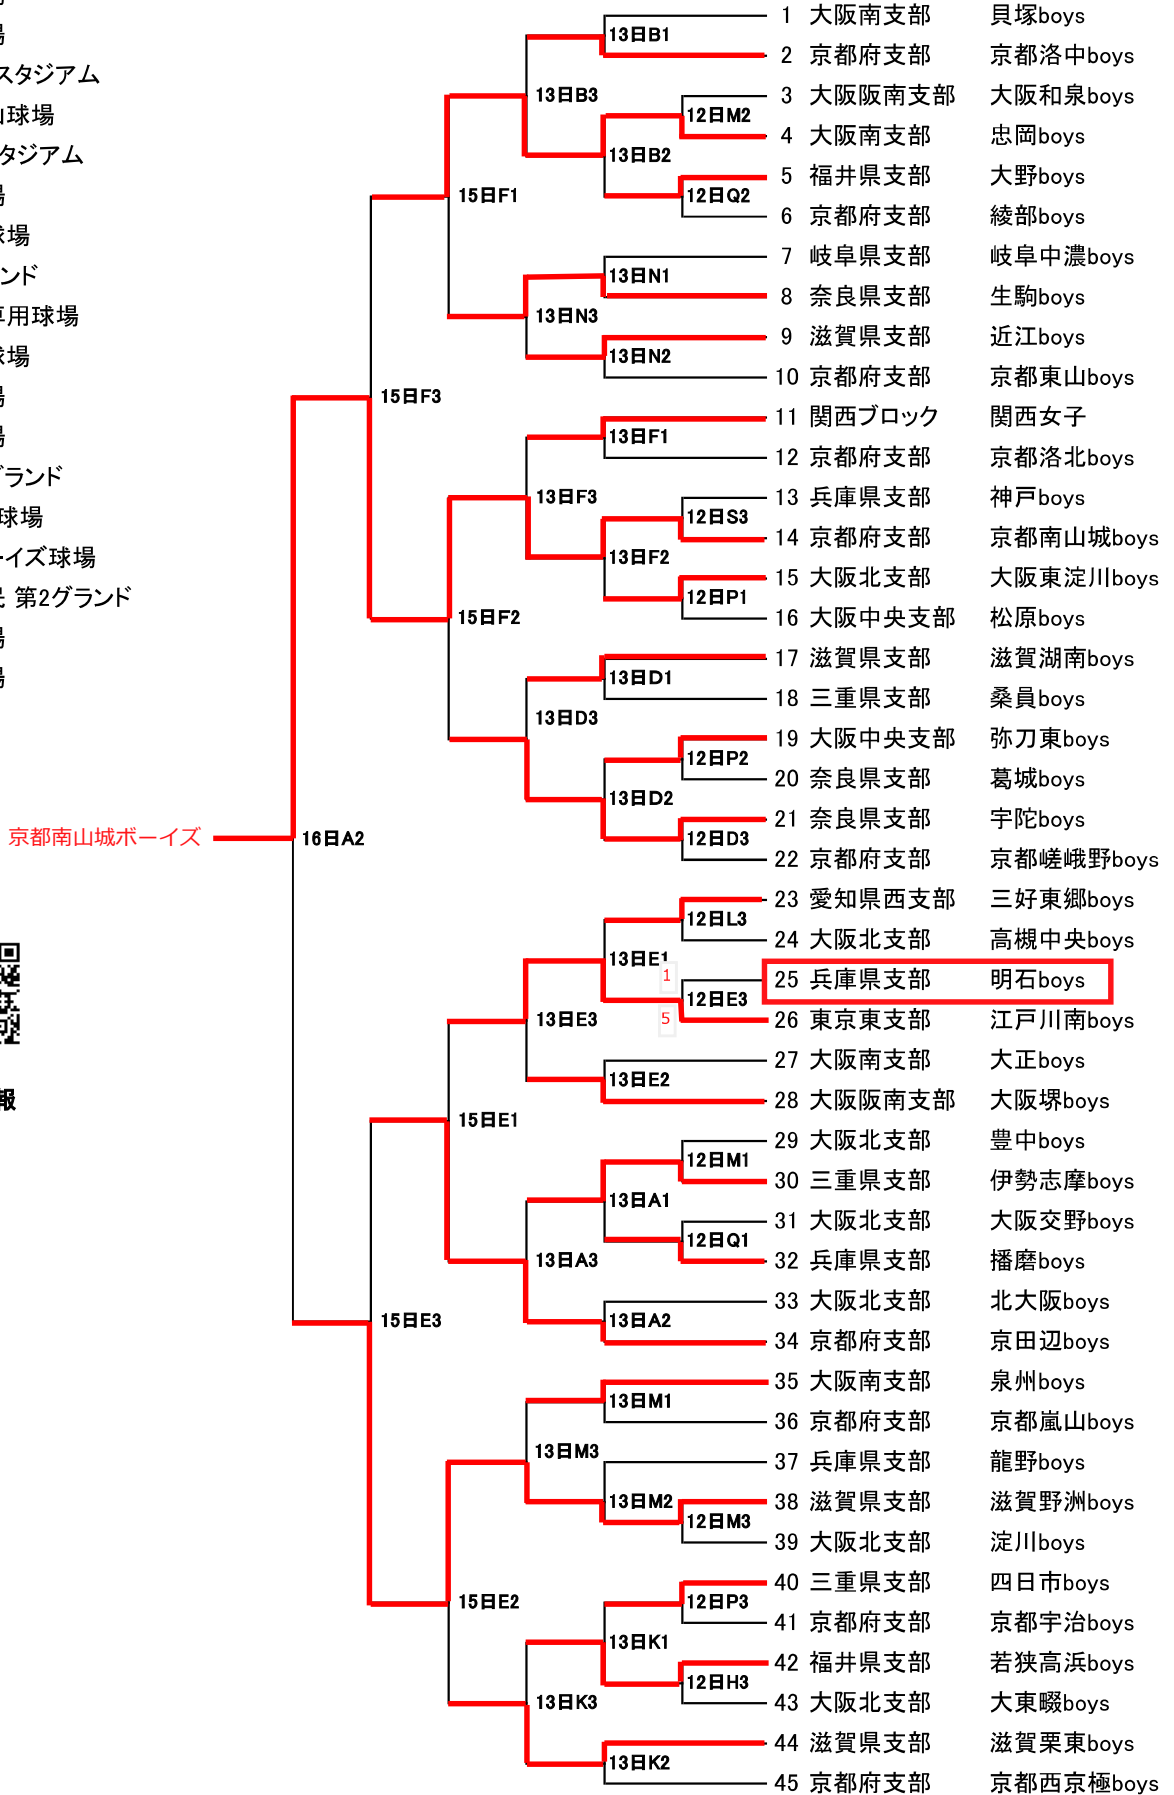 場
スタジアム
山球場
タジアム
場
球場
ンド
専用球場
球場
場
場
グランド
球場
ーイズ球場
第2グランド
場
場
報
京都南山城ボーイズ
1 大阪南支部 貝塚boys
13日B1
2 京都府支部 京都洛中boys
13日B3
3 大阪阪南支部 大阪和泉boys
12日M2
4 大阪南支部 忠岡boys
13日B2
5 福井県支部 大野boys
15日F1
12日Q2
6 京都府支部 綾部boys
7 岐阜県支部 岐阜中濃boys
13日N1
8 奈良県支部 生駒boys
13日N3
9 滋賀県支部 近江boys
13日N2
10 京都府支部 京都東山boys
15日F3
11 関西ブロック 関西女子
13日F1
12 京都府支部 京都洛北boys
13日F3
13 兵庫県支部 神戸boys
12日S3
14 京都府支部 京都南山城boys
13日F2
15 大阪北支部 大阪東淀川boys
12日P1
15日F2
16 大阪中央支部 松原boys
17 滋賀県支部 滋賀湖南boys
13日D1
18 三重県支部 桑員boys
13日D3
19 大阪中央支部 弥刀東boys
12日P2
20 奈良県支部 葛城boys
13日D2
21 奈良県支部 宇陀boys
12日D3
16日A2
22 京都府支部 京都嵯峨野boys
23 愛知県西支部 三好東郷boys
12日L3
24 大阪北支部 高槻中央boys
13日E1
1
25 兵庫県支部 明石boys
12日E3
5
26 東京東支部 江戸川南boys
13日E3
27 大阪南支部 大正boys
13日E2
28 大阪阪南支部 大阪堺boys
15日E1
29 大阪北支部 豊中boys
12日M1
30 三重県支部 伊勢志摩boys
13日A1
31 大阪北支部 大阪交野boys
12日Q1
13日A3
32 兵庫県支部 播磨boys
33 大阪北支部 北大阪boys
13日A2
15日E3
34 京都府支部 京田辺boys
35 大阪南支部 泉州boys
13日M1
36 京都府支部 京都嵐山boys
13日M3
37 兵庫県支部 龍野boys
13日M2
38 滋賀県支部 滋賀野洲boys
12日M3
39 大阪北支部 淀川boys
40 三重県支部 四日市boys
12日P3
15日E2
41 京都府支部 京都宇治boys
13日K1
42 福井県支部 若狭高浜boys
12日H3
13日K3
43 大阪北支部 大東畷boys
44 滋賀県支部 滋賀栗東boys
13日K2
45 京都府支部 京都西京極boys